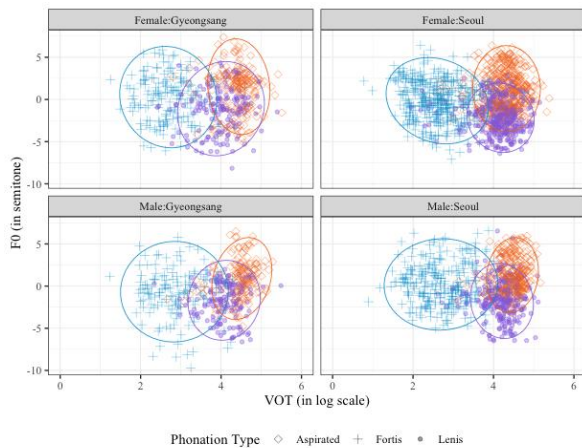 Female:Gyeongsang Female:Seoul
5
0
-5
-10
Male:Gyeongsang Male:Seoul
5
0
-5
-10
F0 (in semitone)
0 2 4 6 0 2 4 6
VOT (in log scale)
Phonation Type Aspirated Fortis Lenis